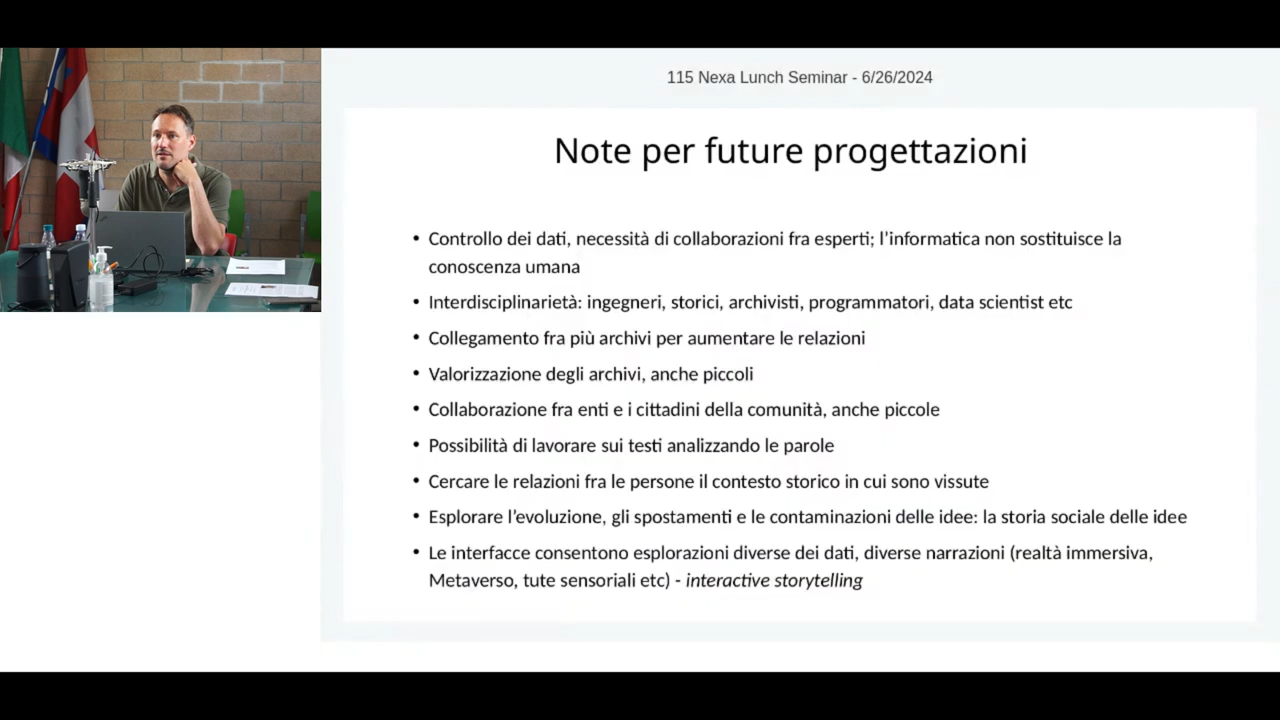 115 Nexa Lunch Seminar - 6/26/2024
Note per future progettazioni
• Controllo dei dati, necessità di collaborazioni fra esperti; l’informatica non sostituisce la
conoscenza umana
• Interdisciplinarietà: ingegneri, storici, archivisti, programmatori, data scientist etc
• Collegamento fra più archivi per aumentare le relazioni
• Valorizzazione degli archivi, anche piccoli
• Collaborazione fra enti e i cittadini della comunità, anche piccole
• Possibilità di lavorare sui testi analizzando le parole
• Cercare le relazioni fra le persone il contesto storico in cui sono vissute
• Esplorare l’evoluzione, gli spostamenti e le contaminazioni delle idee: la storia sociale delle idee
• Le interfacce consentono esplorazioni diverse dei dati, diverse narrazioni (realtà immersiva,
Metaverso, tute sensoriali etc) - interactive storytelling